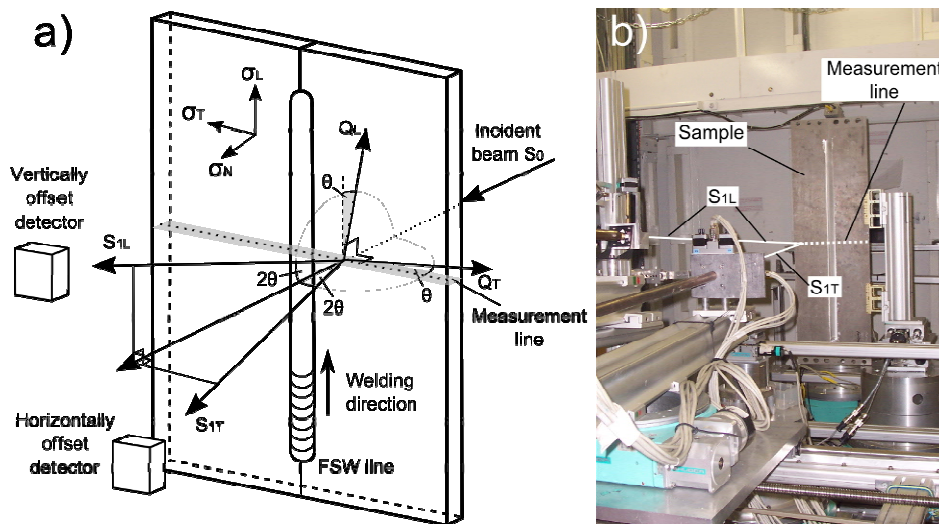 a)
σL
σT
σN
QL
θ
Incident
beam S0
Vertically
offset
detector
S1L
2θ
2θ
QT
θ
Measurement
line
Welding
direction
S1T
Horizontally
offset
detector
FSW line
b)
Measurement
line
Sample
S1L
S1T